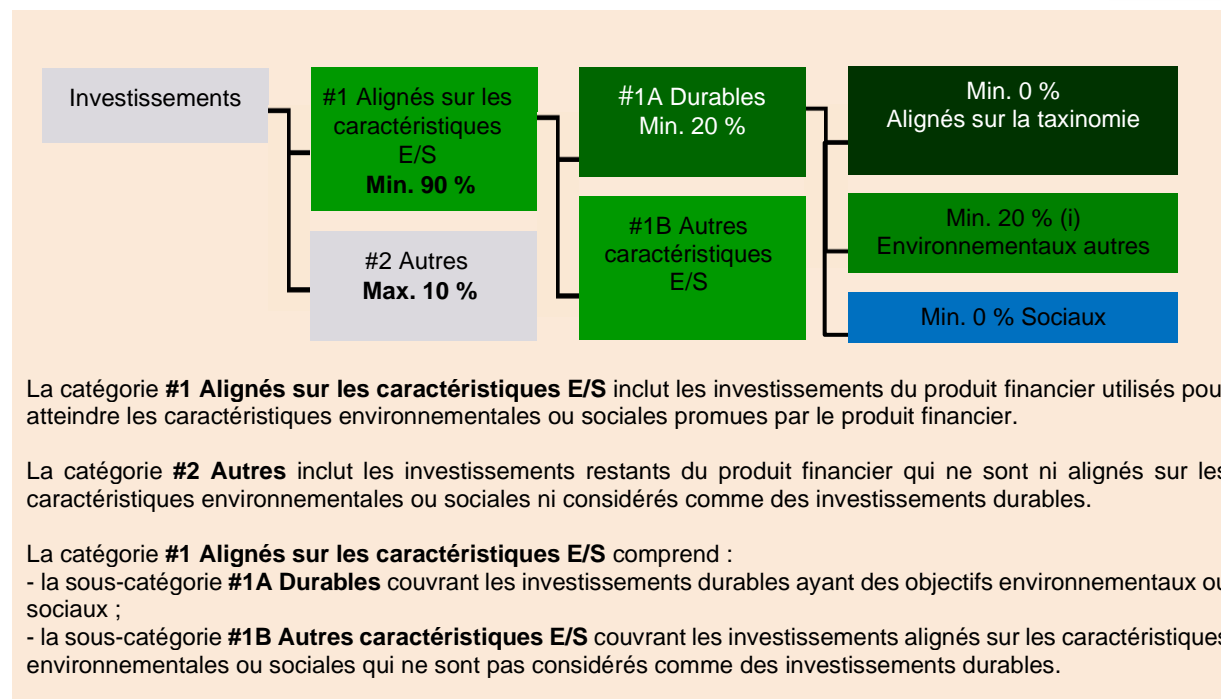 Investissements
#1 Alignés sur les
caractéristiques
E/S
Min. 90 %
#2 Autres
Max. 10 %
#1A Durables
Min. 20 %
#1B Autres
caractéristiques
E/S
Min. 0 %
Alignés sur la taxinomie
Min. 20 % (i)
Environnementaux autres
Min. 0 % Sociaux
La catégorie #1 Alignés sur les caractéristiques E/S inclut les investissements du produit financier utilisés pou
atteindre les caractéristiques environnementales ou sociales promues par le produit financier.
La catégorie #2 Autres inclut les investissements restants du produit financier qui ne sont ni alignés sur les
caractéristiques environnementales ou sociales ni considérés comme des investissements durables.
La catégorie #1 Alignés sur les caractéristiques E/S comprend :
- la sous-catégorie #1A Durables couvrant les investissements durables ayant des objectifs environnementaux ou
sociaux ;
- la sous-catégorie #1B Autres caractéristiques E/S couvrant les investissements alignés sur les caractéristiques
environnementales ou sociales qui ne sont pas considérés comme des investissements durables.